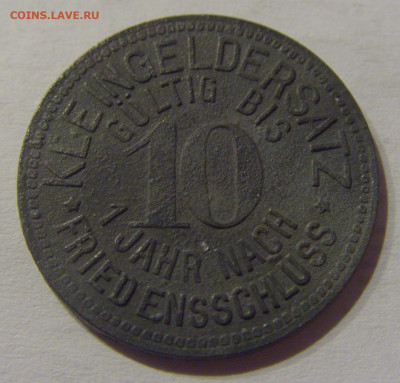 COINS.LAVE.RU
KLEINGELDERSATZ
GÜLTIG BIS
10
1 JAHR NACH
FRIEDENSSCHLUSS